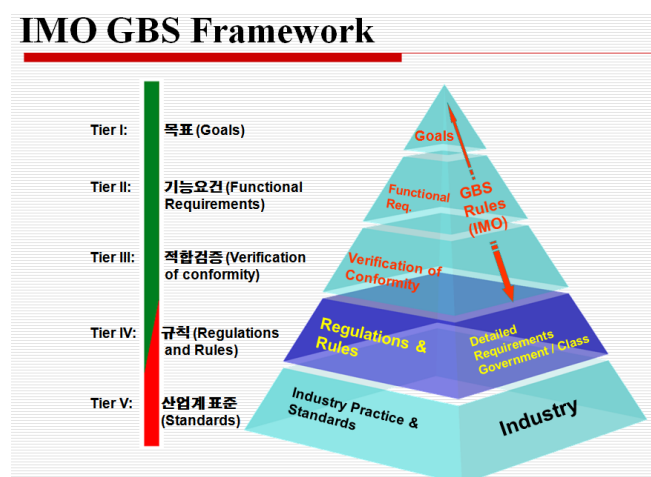 IMO GBS Framework
Tier I: 목표 (Goals)
Tier II: 기능요건 (Functional
Requirements)
Tier III: 적합검증 (Verification
of conformity)
Tier IV: 규칙 (Regulations
and Rules)
Tier V: 산업계 표준
(Standards)
Goals
Functional
Req.
GBS
Rules
(IMO)
Verification of
Conformity
Regulations &
Rules
Detailed
Requirements
Government / Class
Industry Practice &
Standards
Industry